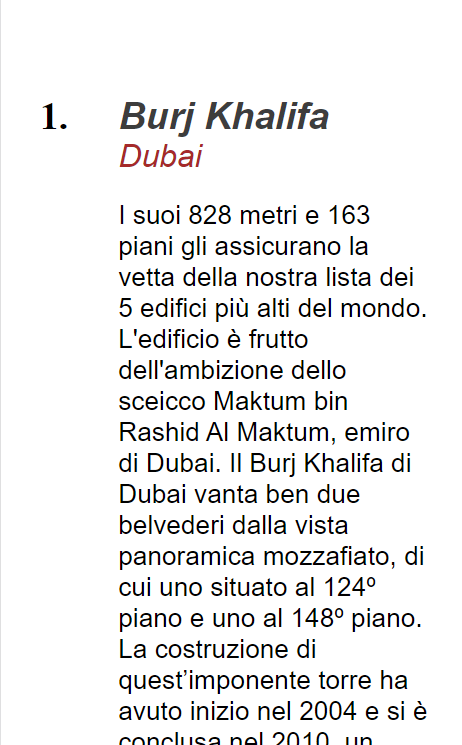 1. Burj Khalifa
Dubai
I suoi 828 metri e 163
piani gli assicurano la
vetta della nostra lista dei
5 edifici più alti del mondo.
L'edificio è frutto
dell'ambizione dello
sceicco Maktum bin
Rashid Al Maktum, emiro
di Dubai. Il Burj Khalifa di
Dubai vanta ben due
belvederi dalla vista
panoramica mozzafiato, di
cui uno situato al 124º
piano e uno al 148º piano.
La costruzione di
quest’imponente torre ha
avuto inizio nel 2004 e si è
conclusa nel 2010, un